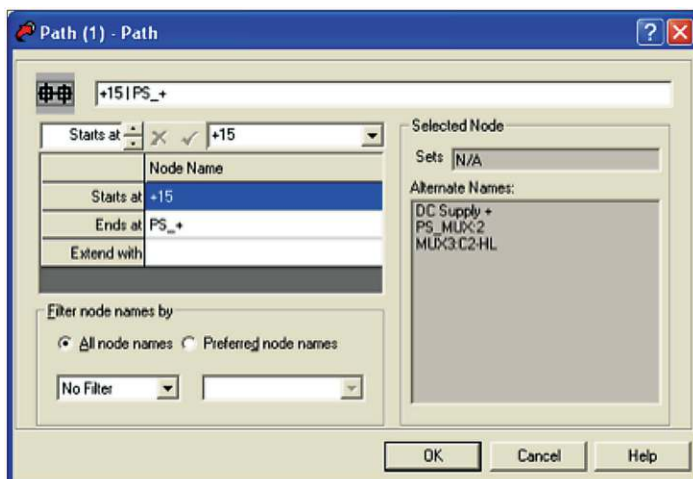 Path (1) - Path
+15|PS_+
Starts at +15
Node Name
Starts at +15
Ends at PS_+
Extend with
Filter node names by
All node names Preferred node names
No Filter
Selected Node
Sets N/A
Alternate Names:
DC Supply +
PS_MUX:2
MUX3:C2-HL
OK Cancel Help